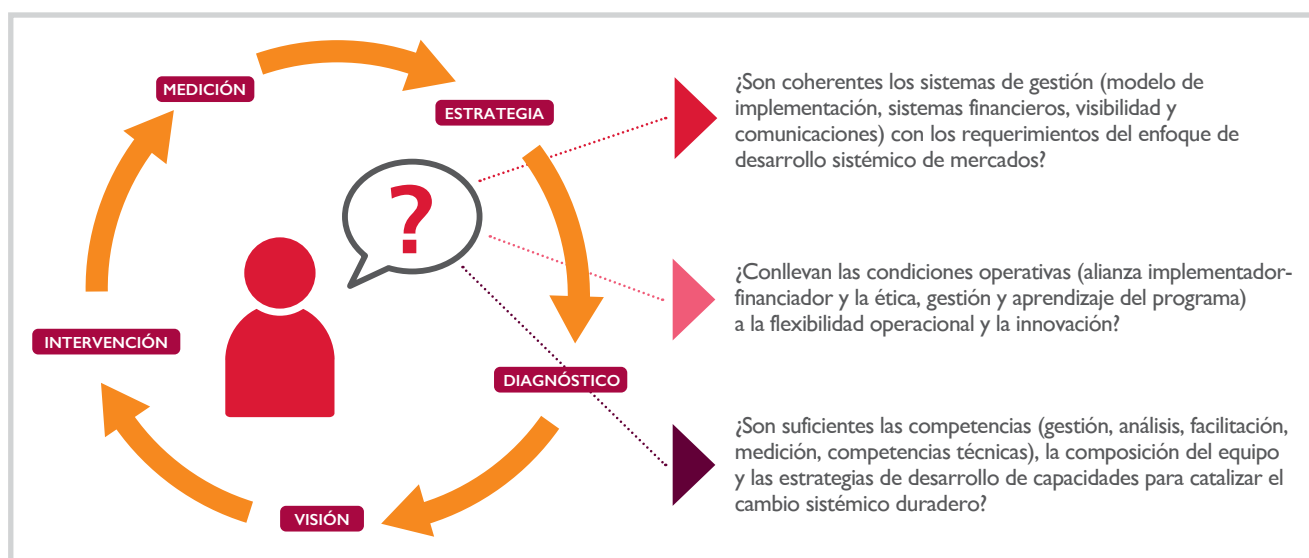 MEDICIÓN
ESTRATEGIA
?
INTERVENCIÓN
DIAGNÓSTICO
VISIÓN
¿Son coherentes los sistemas de gestión (modelo de
implementación, sistemas financieros, visibilidad y
comunicaciones) con los requerimientos del enfoque de
desarrollo sistémico de mercados?
¿Conllevan las condiciones operativas (alianza implementador-
financiador y la ética, gestión y aprendizaje del programa)
a la flexibilidad operacional y la innovación?
¿Son suficientes las competencias (gestión, análisis, facilitación,
medición, competencias técnicas), la composición del equipo
y las estrategias de desarrollo de capacidades para catalizar el
cambio sistémico duradero?